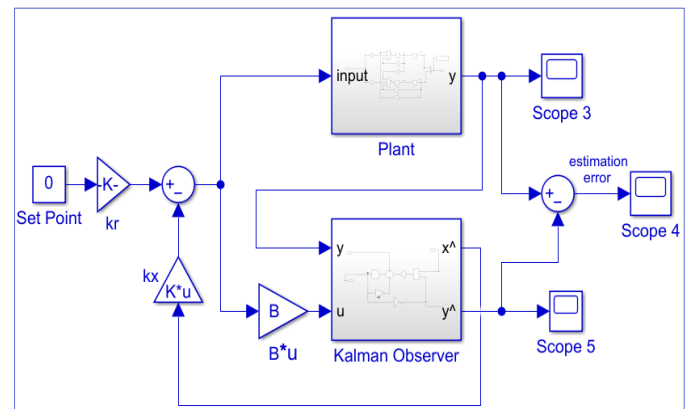 input
y
Plant
Scope 3
0
Set Point
-K-
kr
+
-
estimation
error
+
-
Scope 4
kx
K*u
B
B*u
y
u
x^
y^
Kalman Observer
Scope 5